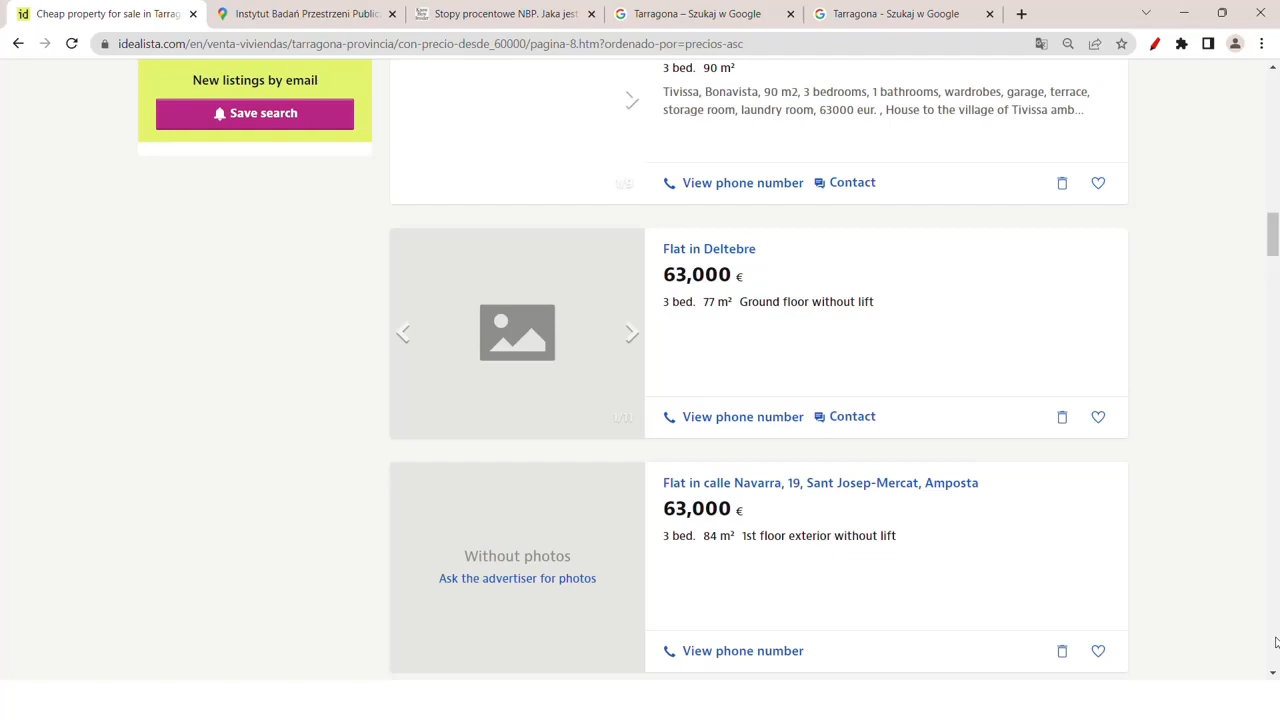 id Cheap property for sale in Tarrag
Instytut Badań Przestrzeni Public
Stopy procentowe NBP. Jaka jest
Tarragona – Szukaj w Google
Tarragona - Szukaj w Google
idealista.com/en/venta-viviendas/tarragona-provincia/con-precio-desde_60000/pagina-8.htm?ordenado-por=precios-asc
New listings by email
Save search
3 bed. 90 m²
Tivissa, Bonavista, 90 m2, 3 bedrooms, 1 bathrooms, wardrobes, garage, terrace,
storage room, laundry room, 63000 eur. , House to the village of Tivissa amb...
1/9
View phone number Contact
Flat in Deltebre
63,000 €
3 bed. 77 m² Ground floor without lift
1/11
View phone number Contact
Flat in calle Navarra, 19, Sant Josep-Mercat, Amposta
63,000 €
3 bed. 84 m² 1st floor exterior without lift
Without photos
Ask the advertiser for photos
View phone number